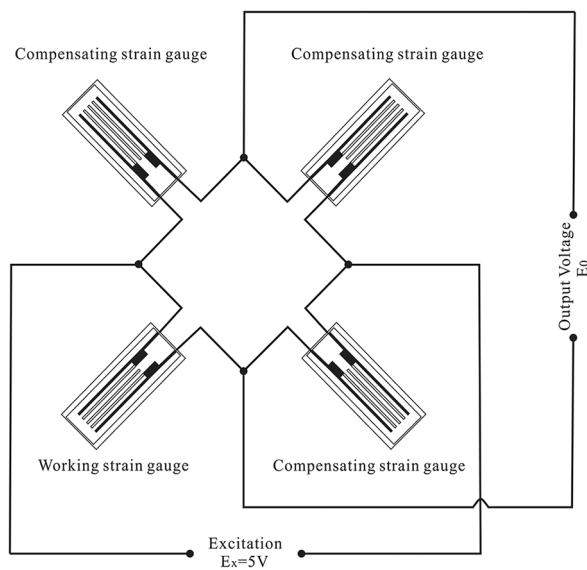 Compensating strain gauge
Compensating strain gauge
Output Voltage
E0
Working strain gauge
Compensating strain gauge
Excitation
Ex=5V